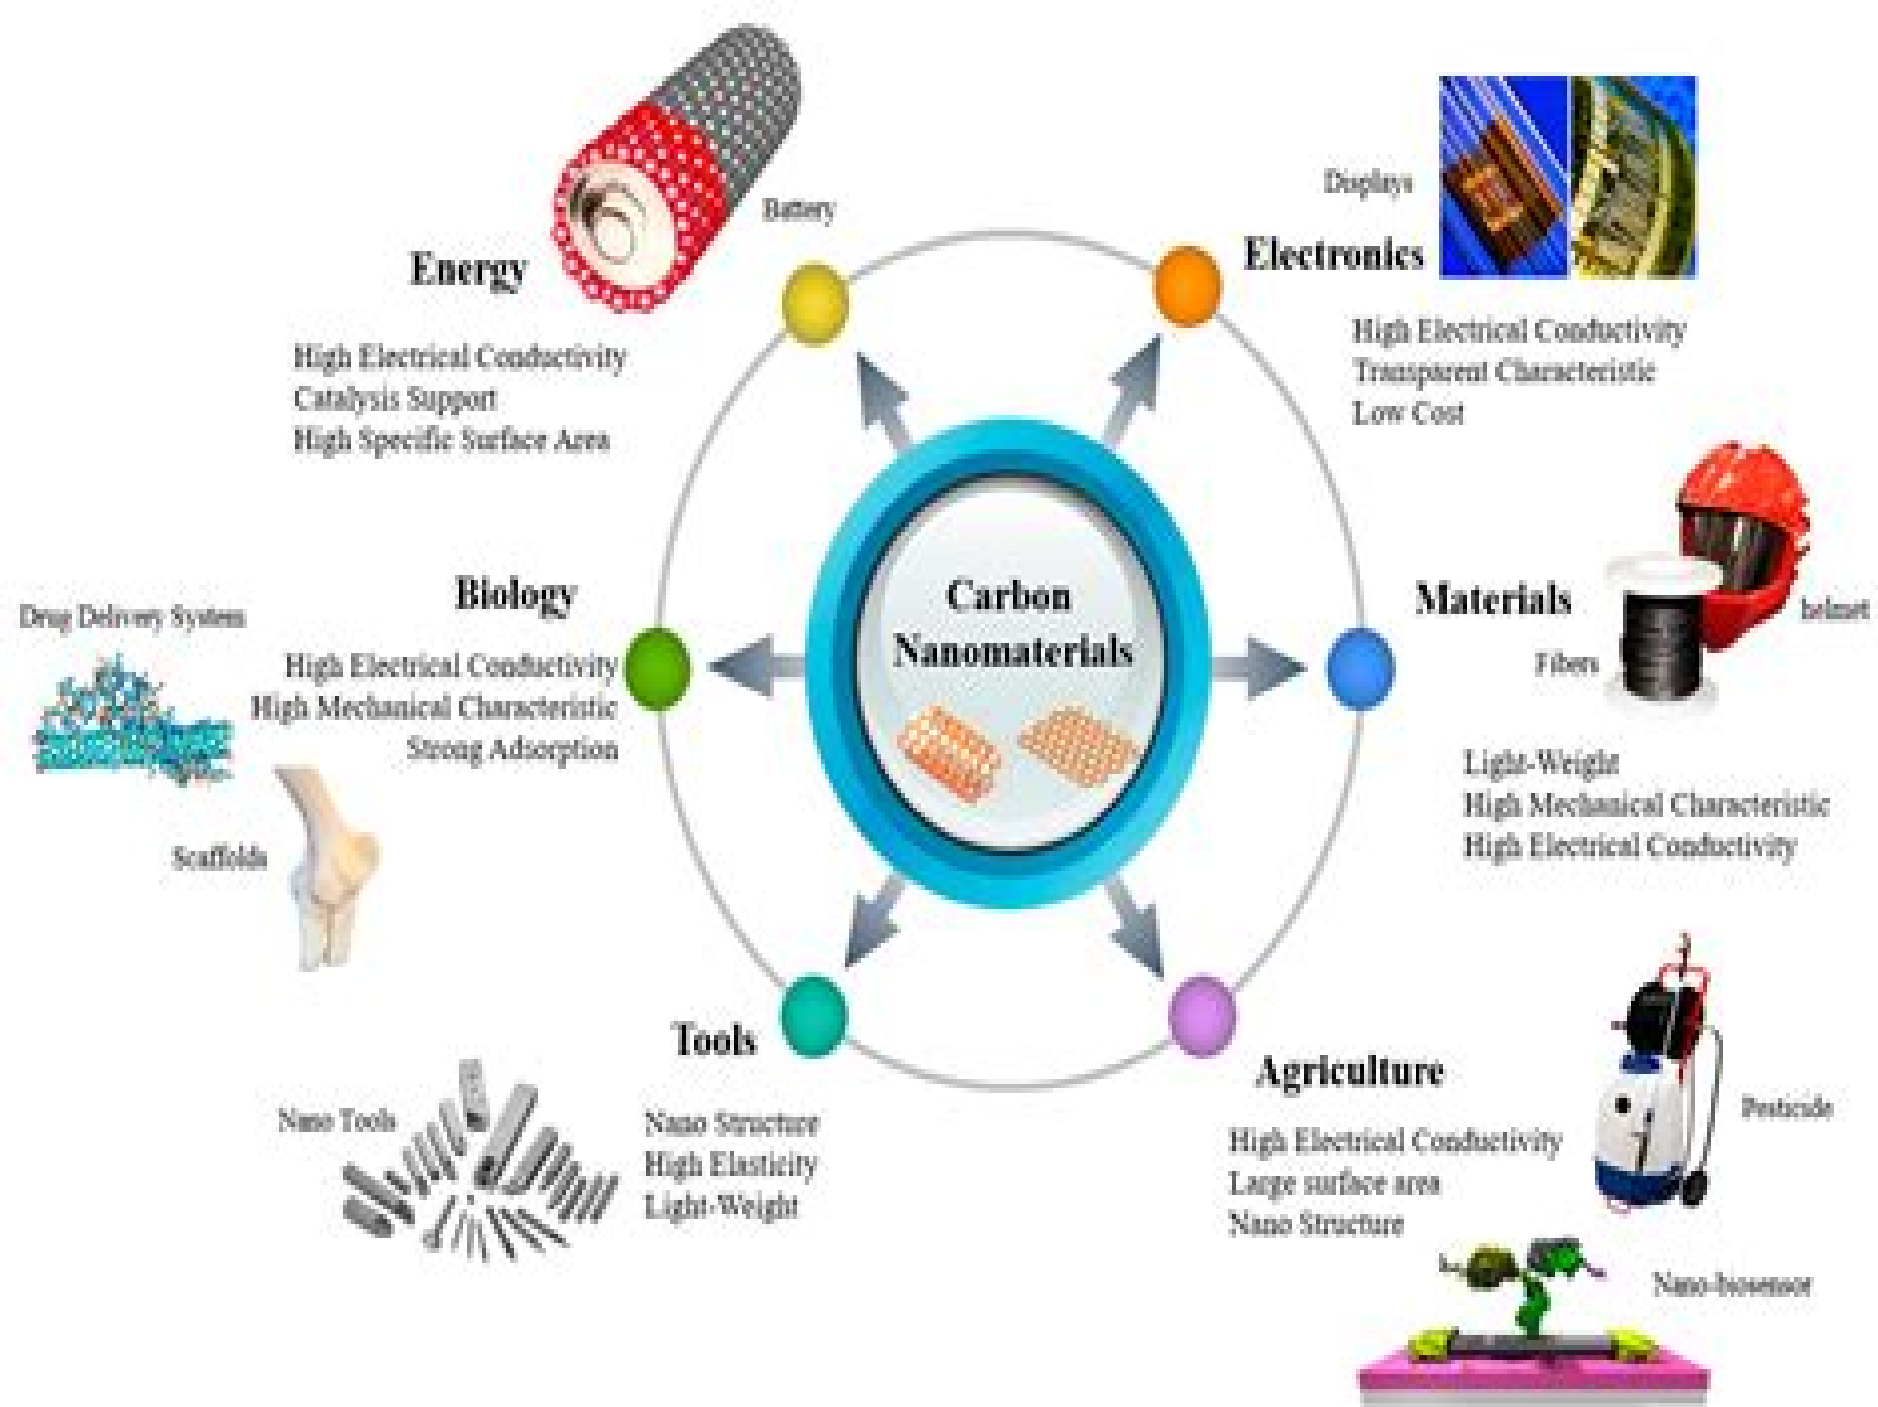 Battery
Energy
High Electrical Conductivity
Catalysis Support
High Specific Surface Area
Displays
Electronics
High Electrical Conductivity
Transparent Characteristic
Low Cost
Carbon
Nanomaterials
Biology
Drug Delivery System
High Electrical Conductivity
High Mechanical Characteristic
Strong Adsorption
Scaffolds
Materials
helmet
Fibers
Light-Weight
High Mechanical Characteristic
High Electrical Conductivity
Tools
Nano Tools
Nano Structure
High Elasticity
Light-Weight
Agriculture
High Electrical Conductivity
Large surface area
Nano Structure
Pesticide
Nano-biosensor